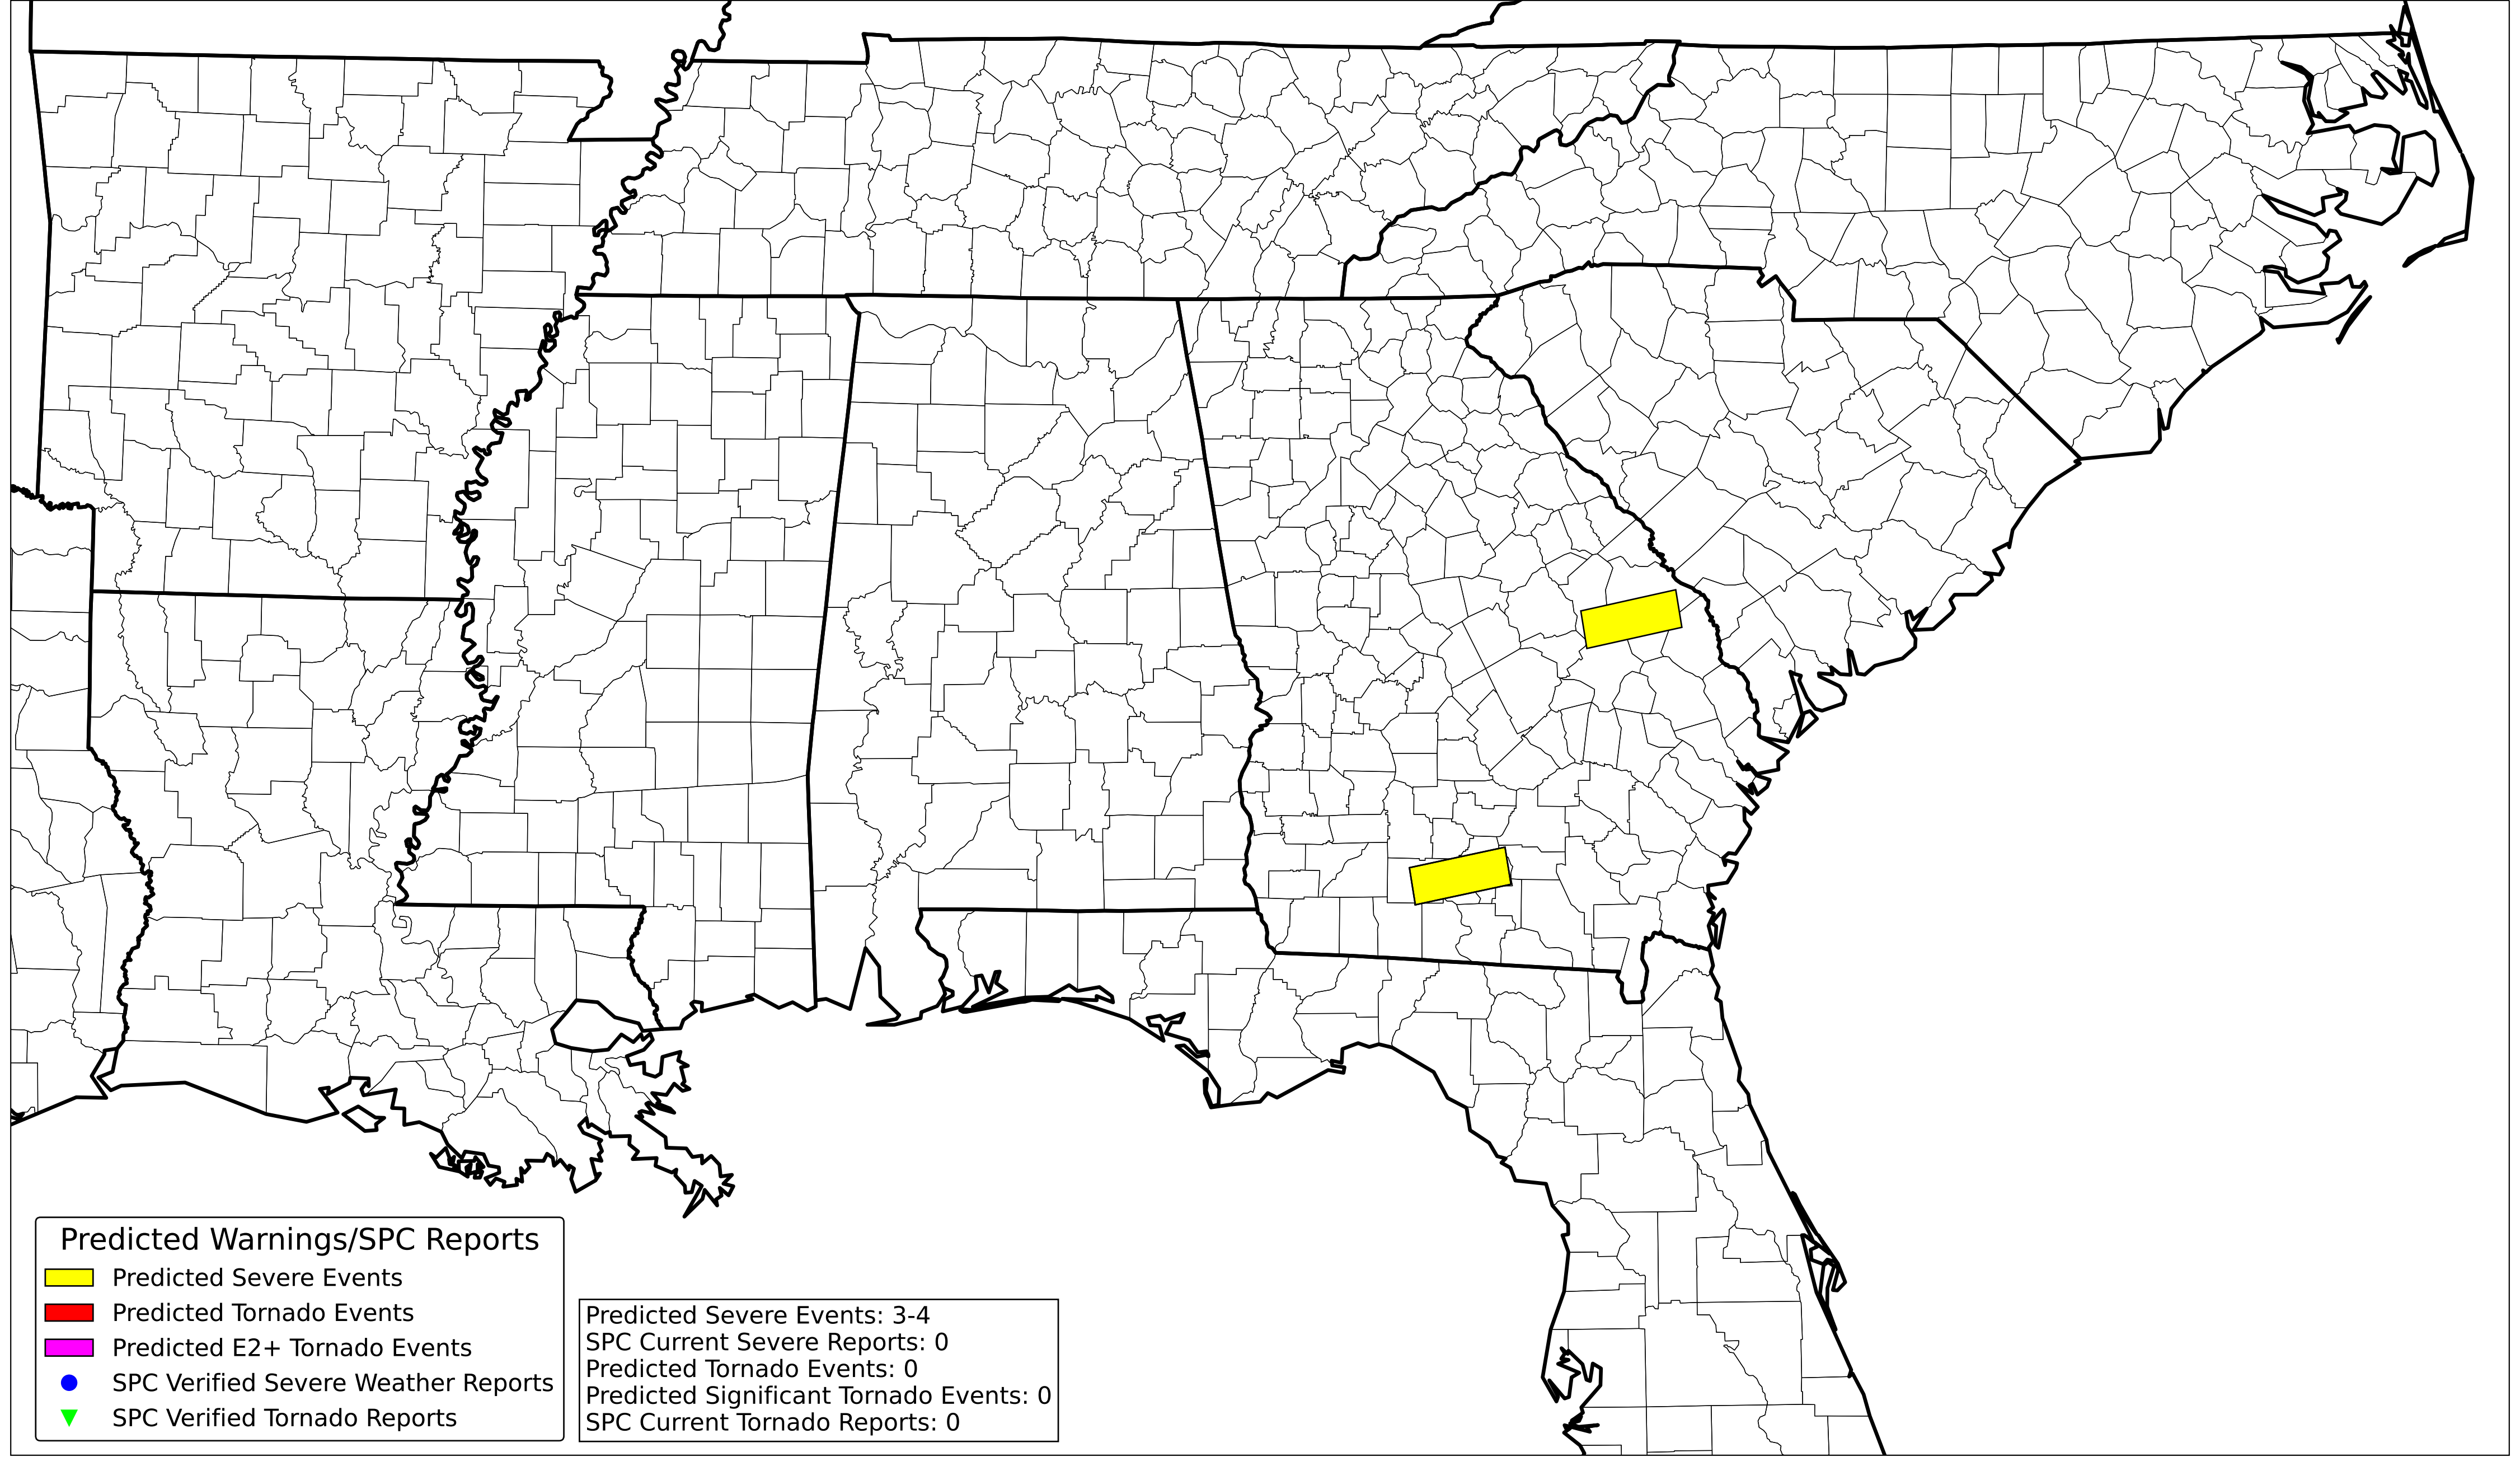 Predicted Warnings/SPC Reports
Predicted Severe Events
Predicted Tornado Events
Predicted E2+ Tornado Events
SPC Verified Severe Weather Reports
SPC Verified Tornado Reports
Predicted Severe Events: 3-4
SPC Current Severe Reports: 0
Predicted Tornado Events: 0
Predicted Significant Tornado Events: 0
SPC Current Tornado Reports: 0